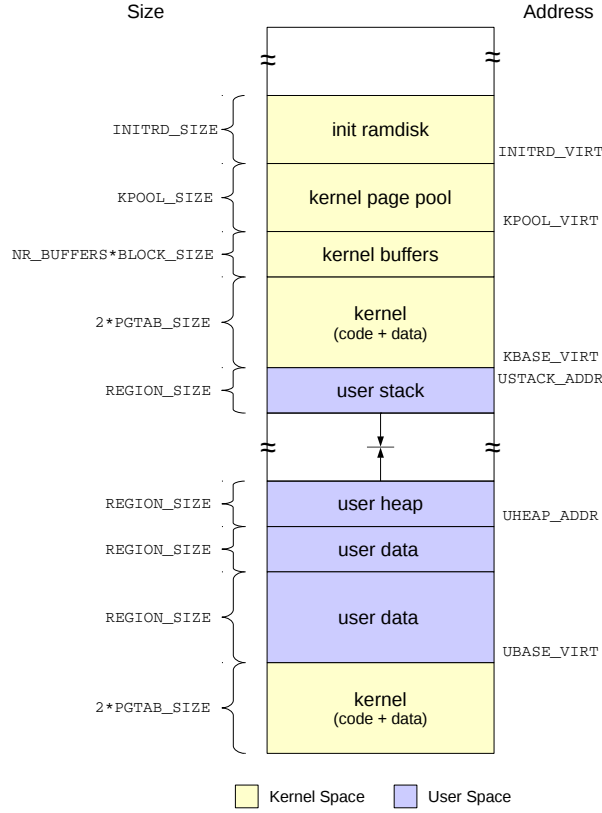 Size
Address
≈ ≈
INITRD_SIZE
init ramdisk
INITRD_VIRT
KPOOL_SIZE
kernel page pool
KPOOL_VIRT
NR_BUFFERS*BLOCK_SIZE
kernel buffers
2*PGTAB_SIZE
kernel
(code + data)
KBASE_VIRT
USTACK_ADDR
REGION_SIZE
user stack
≈ ≈
REGION_SIZE
user heap
UHEAP_ADDR
REGION_SIZE
user data
REGION_SIZE
user data
UBASE_VIRT
2*PGTAB_SIZE
kernel
(code + data)
Kernel Space
User Space